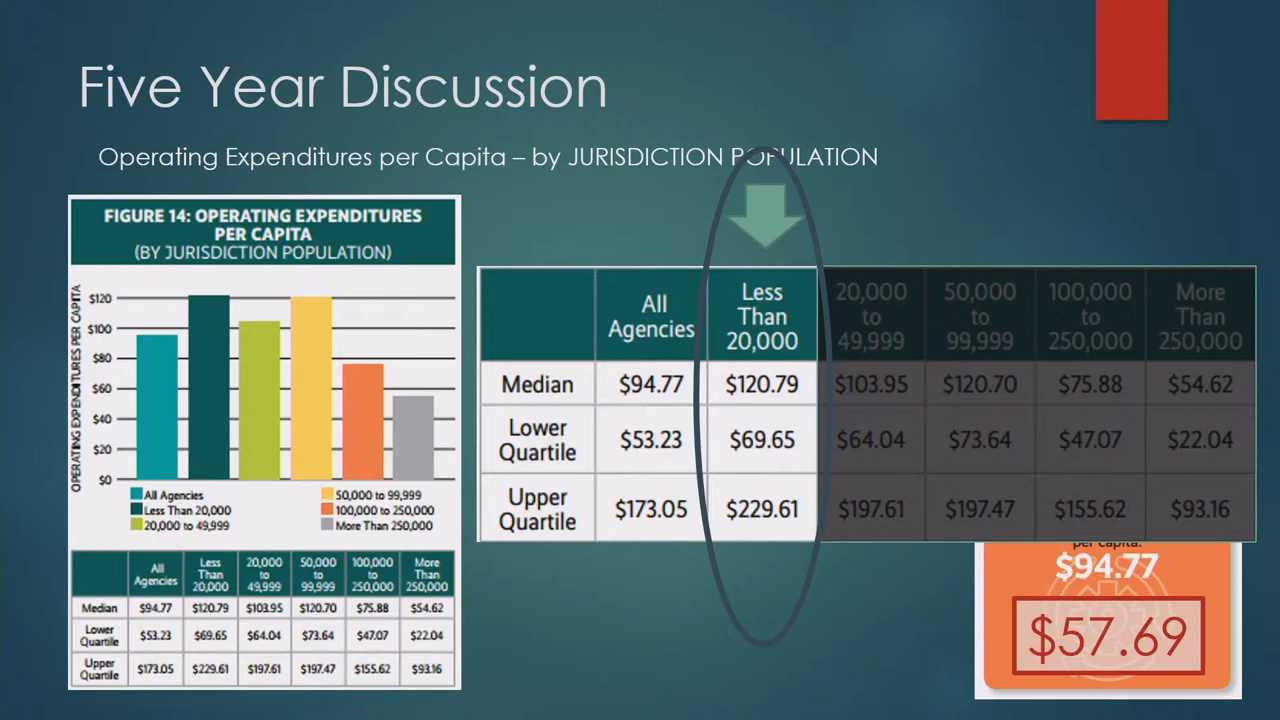 Five Year Discussion
Operating Expenditures per Capita – by JURISDICTION POPULATION
FIGURE 14: OPERATING EXPENDITURES
PER CAPITA
(BY JURISDICTION POPULATION)
OPERATING EXPENDITURES PER CAPITA
$120
$100
$80
$60
$40
$20
$0
All Agencies
Less Than 20,000
20,000 to 49,999
50,000 to 99,999
100,000 to 250,000
More Than 250,000
All Agencies Less Than 20,000 20,000 to 49,999 50,000 to 99,999 100,000 to 250,000 More Than 250,000
Median $94.77 $120.79 $103.95 $120.70 $75.88 $54.62
Lower Quartile $53.23 $69.65 $64.04 $73.64 $47.07 $22.04
Upper Quartile $173.05 $229.61 $197.61 $197.47 $155.62 $93.16
All Agencies Less Than 20,000 20,000 to 49,999 50,000 to 99,999 100,000 to 250,000 More Than 250,000
Median $94.77 $120.79 $103.95 $120.70 $75.88 $54.62
Lower Quartile $53.23 $69.65 $64.04 $73.64 $47.07 $22.04
Upper Quartile $173.05 $229.61 $197.61 $197.47 $155.62 $93.16
per capita:
$94.77
$57.69